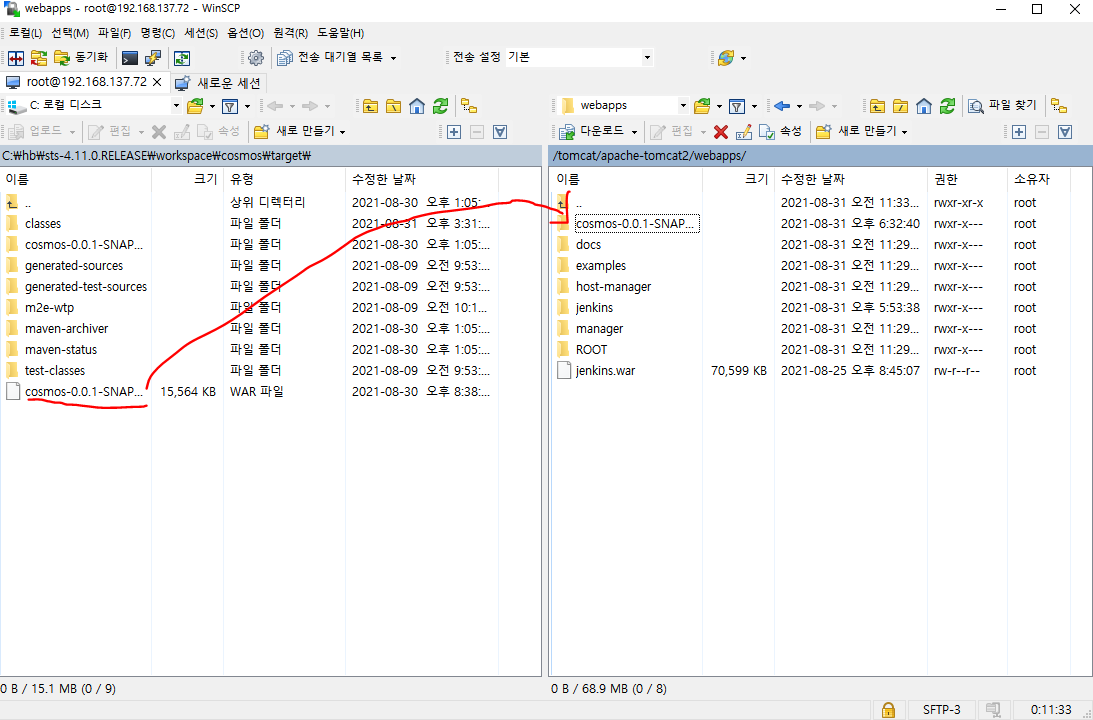 webapps - root@192.168.137.72 - WinSCP
로컬(L) 선택(M) 파일(F) 명령(C) 세션(S) 옵션(O) 원격(R) 도움말(H)
동기화 전송 대기열 목록 전송 설정 기본
root@192.168.137.72 새로운 세션
C: 로컬 디스크 webapps 파일 찾기
업로드 편집 속성 새로 만들기 다운로드 편집 속성 새로 만들기
C:₩hb₩sts-4.11.0.RELEASE₩workspace₩cosmos₩target₩ /tomcat/apache-tomcat2/webapps/
이름 크기 유형 수정한 날짜
.. 상위 디렉터리 2021-08-30 오후 1:05:...
classes 파일 폴더 2021-08-31 오후 3:31:...
cosmos-0.0.1-SNAP... 파일 폴더 2021-08-30 오후 1:05:...
generated-sources 파일 폴더 2021-08-09 오전 9:53:...
generated-test-sources 파일 폴더 2021-08-09 오전 9:53:...
m2e-wtp 파일 폴더 2021-08-09 오전 10:1...
maven-archiver 파일 폴더 2021-08-30 오후 1:05:...
maven-status 파일 폴더 2021-08-30 오후 1:05:...
test-classes 파일 폴더 2021-08-09 오전 9:53:...
cosmos-0.0.1-SNAP... 15,564 KB WAR 파일 2021-08-30 오후 8:38:...
이름 크기 수정한 날짜 권한 소유자
.. 2021-08-31 오전 11:33... rwxr-xr-x root
cosmos-0.0.1-SNAP... 2021-08-31 오후 6:32:40 rwxr-x--- root
docs 2021-08-31 오전 11:29... rwxr-x--- root
examples 2021-08-31 오전 11:29... rwxr-x--- root
host-manager 2021-08-31 오전 11:29... rwxr-x--- root
jenkins 2021-08-31 오후 5:53:38 rwxr-x--- root
manager 2021-08-31 오전 11:29... rwxr-x--- root
ROOT 2021-08-31 오전 11:29... rwxr-x--- root
jenkins.war 70,599 KB 2021-08-25 오후 8:45:07 rw-r--r-- root
0 B / 15.1 MB (0 / 9) 0 B / 68.9 MB (0 / 8)
SFTP-3 0:11:33